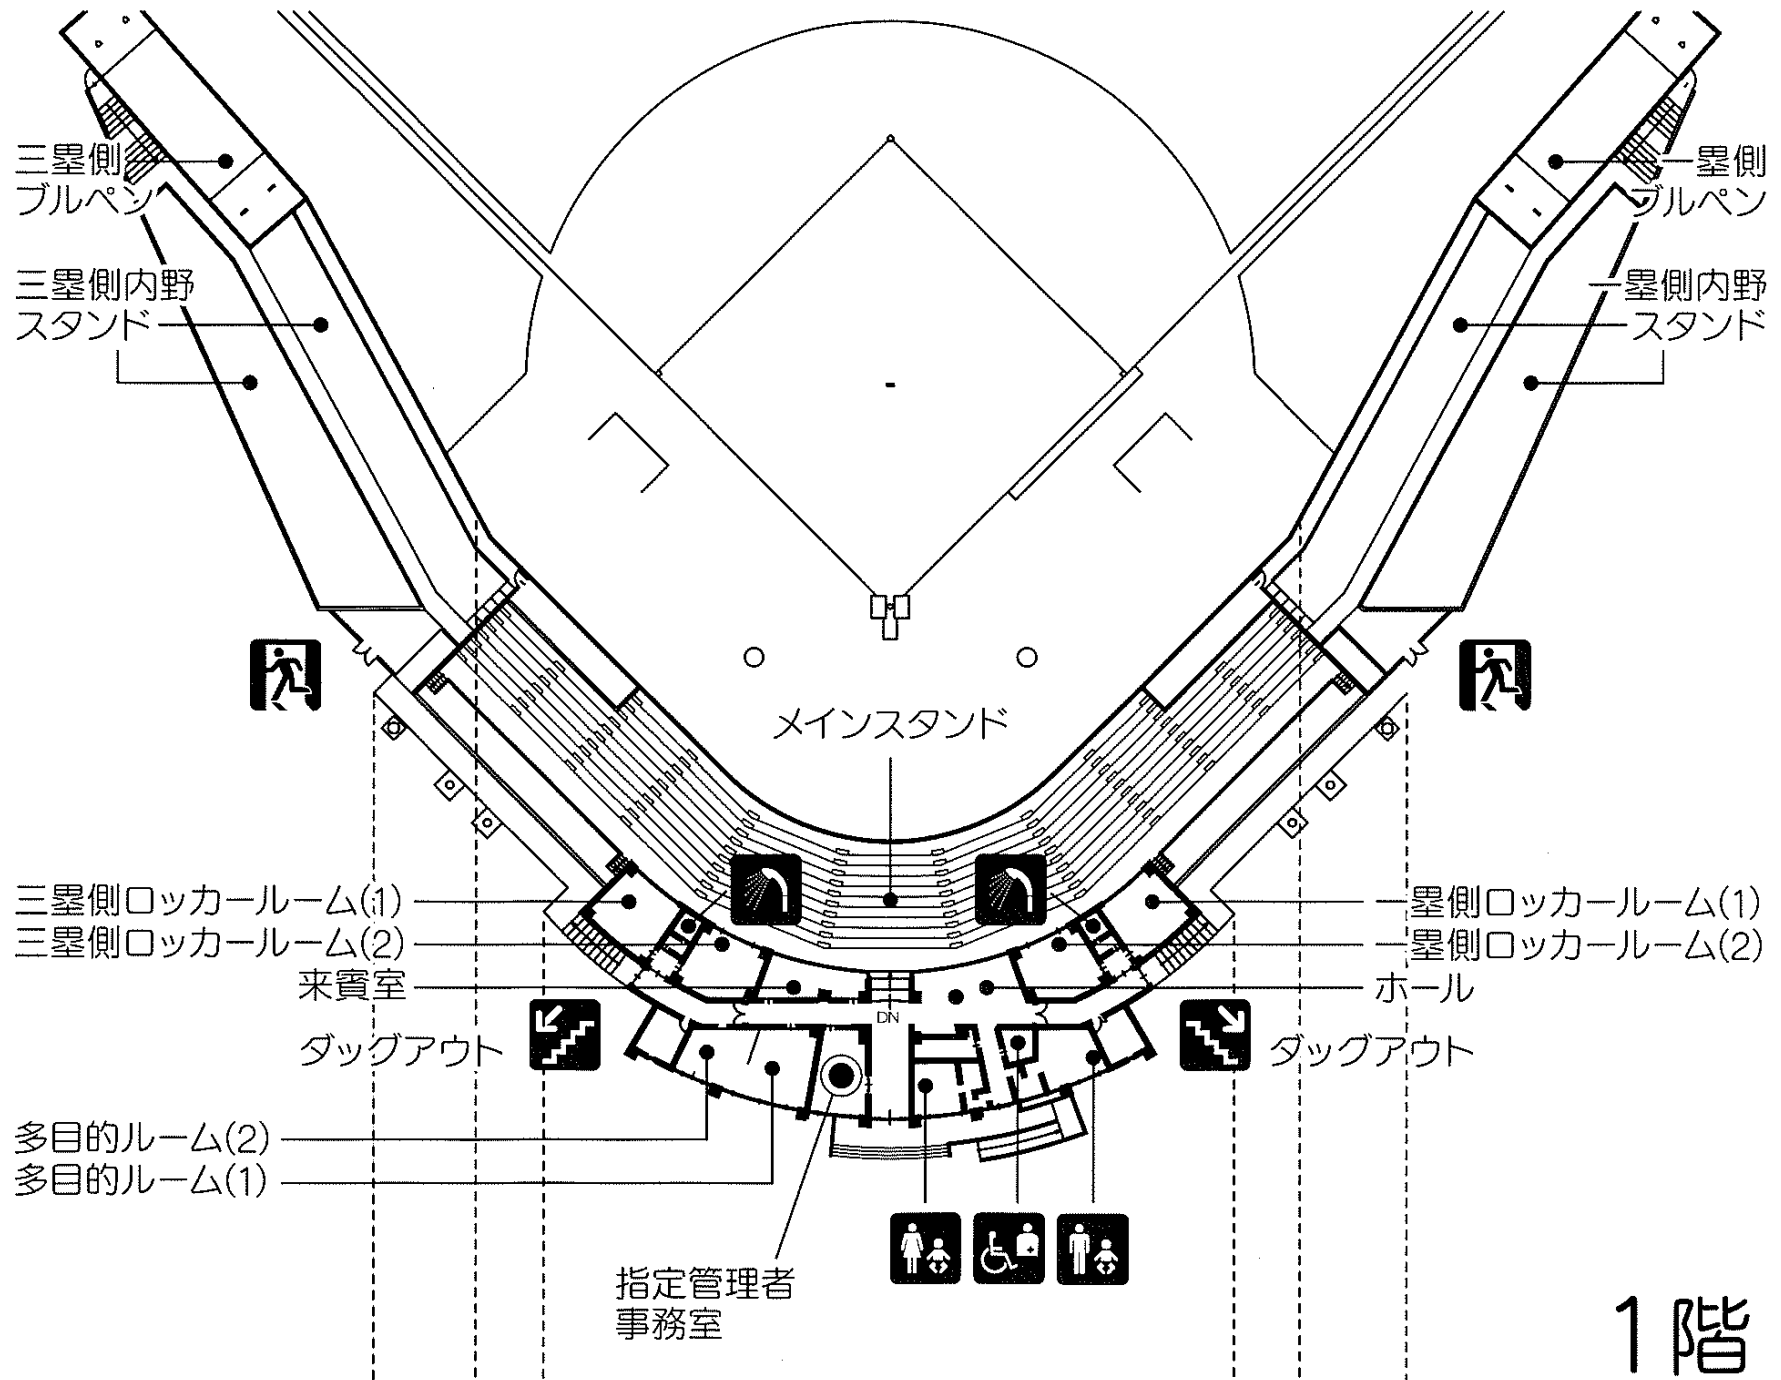 三塁側
ブルペン
一塁側
ブルペン
三塁側内野
スタンド
一塁側内野
スタンド
メインスタンド
三塁側ロッカールーム(1)
三塁側ロッカールーム(2)
来賓室
ダッグアウト
一塁側ロッカールーム(1)
一塁側ロッカールーム(2)
ホール
ダッグアウト
DN
多目的ルーム(2)
多目的ルーム(1)
指定管理者
事務室
1階